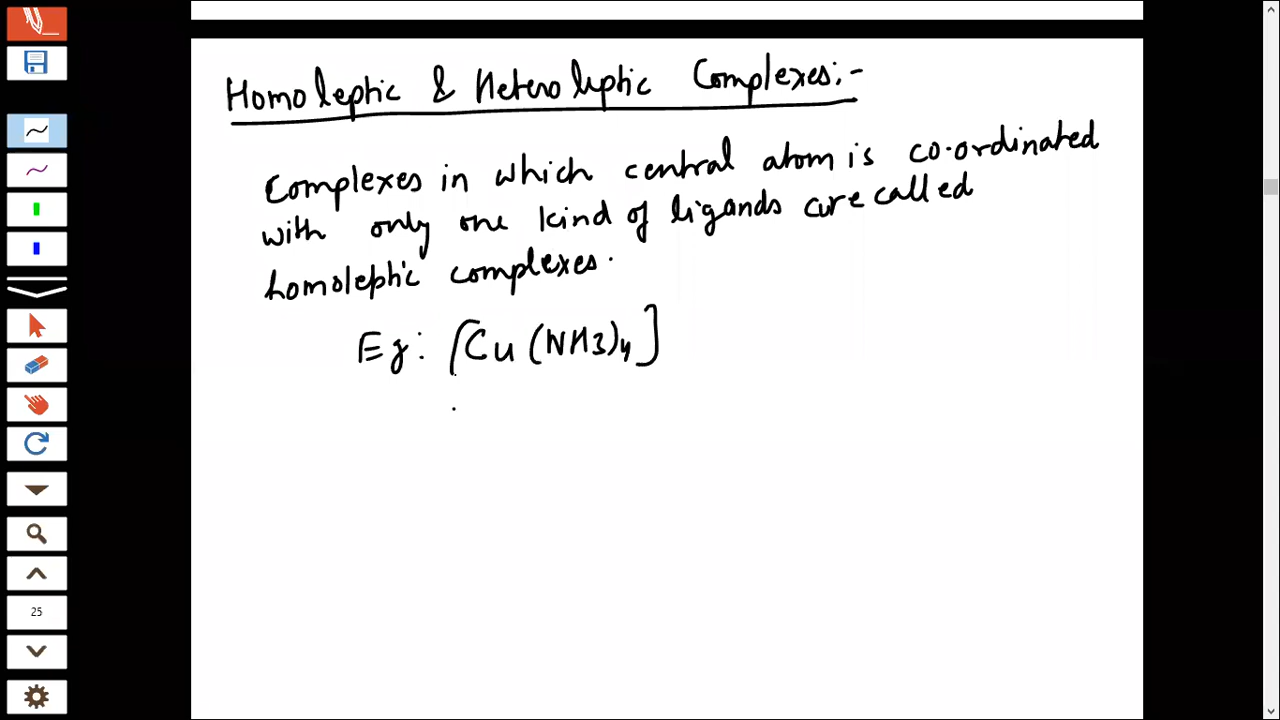 Homoleptic & Heteroleptic Complexes:-
Complexes in which central atom is co-ordinated
with only one kind of ligands are called
homoleptic complexes.
Eg: [Cu(NH3)4]
25